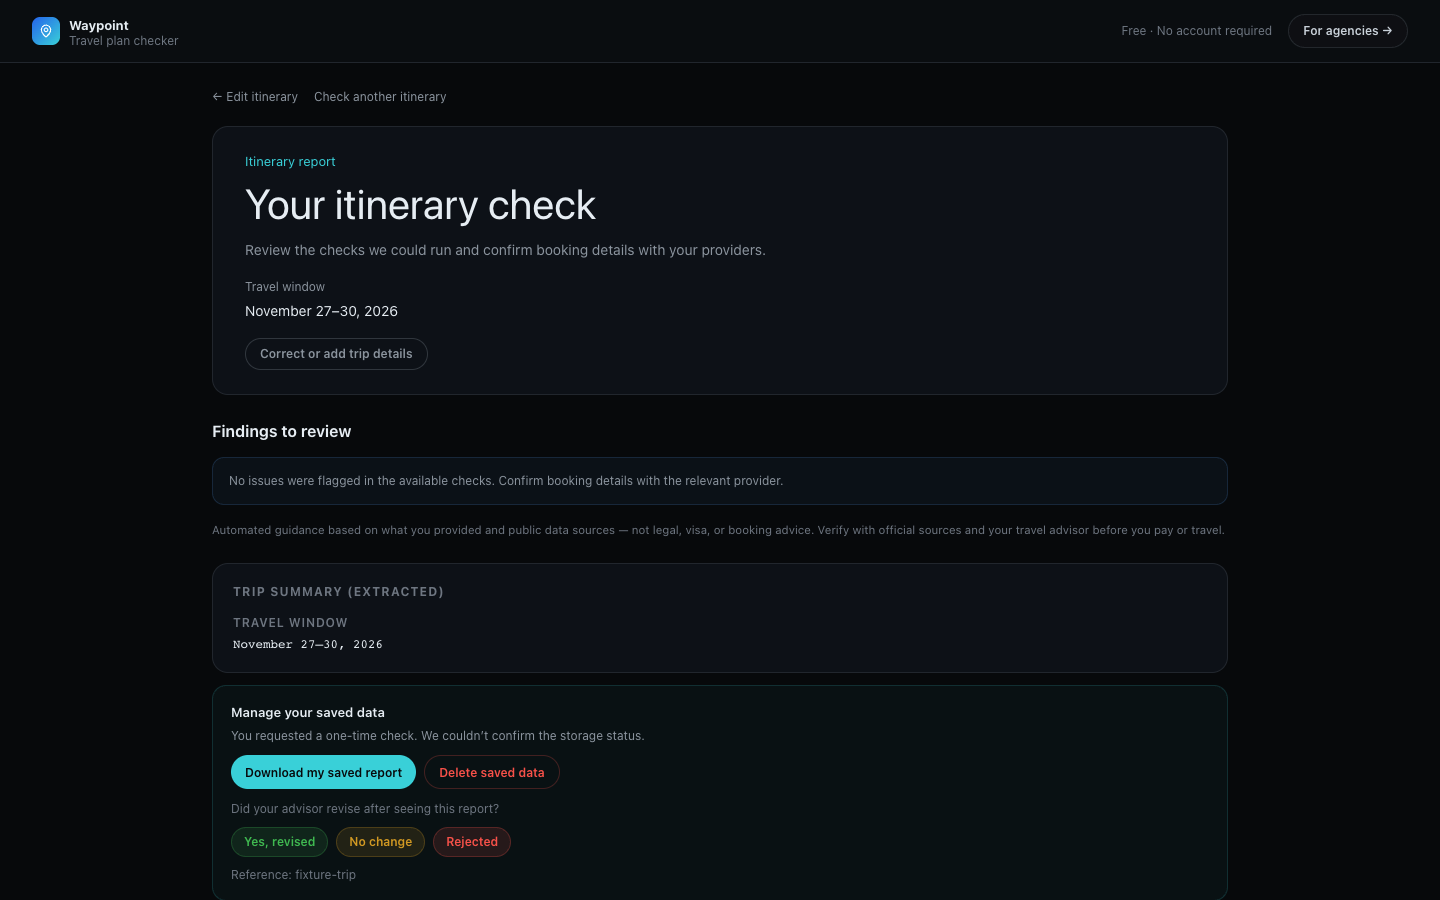 Waypoint
Travel plan checker
Free · No account required
For agencies →
← Edit itinerary
Check another itinerary
Itinerary report
Your itinerary check
Review the checks we could run and confirm booking details with your providers.
Travel window
November 27–30, 2026
Correct or add trip details
Findings to review
No issues were flagged in the available checks. Confirm booking details with the relevant provider.
Automated guidance based on what you provided and public data sources — not legal, visa, or booking advice. Verify with official sources and your travel advisor before you pay or travel.
TRIP SUMMARY (EXTRACTED)
TRAVEL WINDOW
November 27–30, 2026
Manage your saved data
You requested a one-time check. We couldn’t confirm the storage status.
Download my saved report
Delete saved data
Did your advisor revise after seeing this report?
Yes, revised
No change
Rejected
Reference: fixture-trip